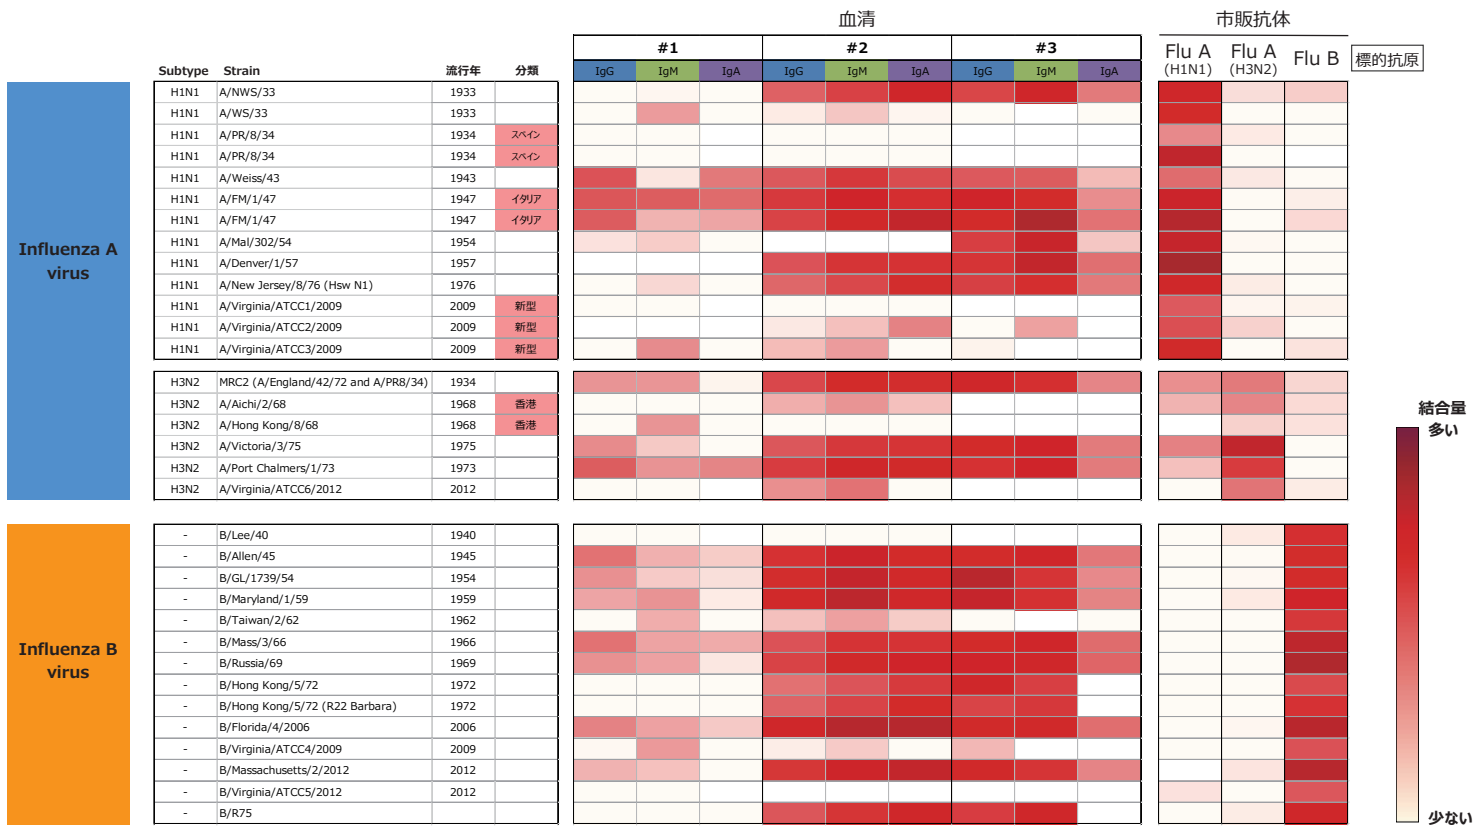 血清 市販抗体
#1 #2 #3 Flu A (H1N1) Flu A (H3N2) Flu B 標的抗原
Subtype Strain 流行年 分類 IgG IgM IgA IgG IgM IgA IgG IgM IgA
Influenza A
virus
H1N1 A/NWS/33 1933
H1N1 A/WS/33 1933
H1N1 A/PR/8/34 1934 スペイン
H1N1 A/PR/8/34 1934 スペイン
H1N1 A/Weiss/43 1943
H1N1 A/FM/1/47 1947 イタリア
H1N1 A/FM/1/47 1947 イタリア
H1N1 A/Mal/302/54 1954
H1N1 A/Denver/1/57 1957
H1N1 A/New Jersey/8/76 (Hsw N1) 1976
H1N1 A/Virginia/ATCC1/2009 2009 新型
H1N1 A/Virginia/ATCC2/2009 2009 新型
H1N1 A/Virginia/ATCC3/2009 2009 新型
H3N2 MRC2 (A/England/42/72 and A/PR8/34) 1934
H3N2 A/Aichi/2/68 1968 香港
H3N2 A/Hong Kong/8/68 1968 香港
H3N2 A/Victoria/3/75 1975
H3N2 A/Port Chalmers/1/73 1973
H3N2 A/Virginia/ATCC6/2012 2012
Influenza B
virus
- B/Lee/40 1940
- B/Allen/45 1945
- B/GL/1739/54 1954
- B/Maryland/1/59 1959
- B/Taiwan/2/62 1962
- B/Mass/3/66 1966
- B/Russia/69 1969
- B/Hong Kong/5/72 1972
- B/Hong Kong/5/72 (R22 Barbara) 1972
- B/Florida/4/2006 2006
- B/Virginia/ATCC4/2009 2009
- B/Massachusetts/2/2012 2012
- B/Virginia/ATCC5/2012 2012
- B/R75
結合量
多い
少ない